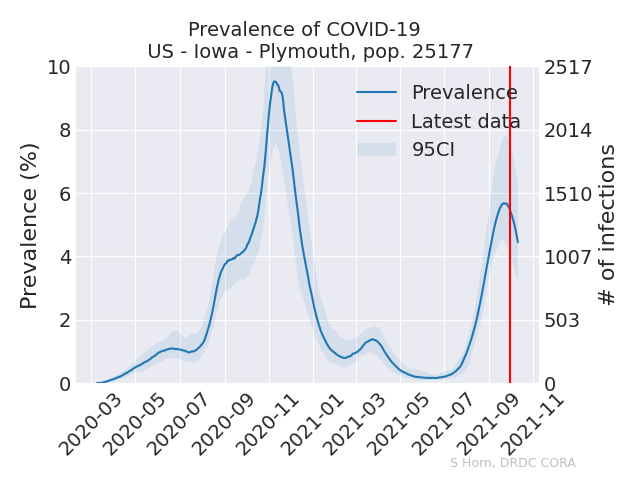 Prevalence of COVID-19
US - Iowa - Plymouth, pop. 25177
Prevalence (%)
10
8
6
4
2
0
Prevalence
Latest data
95CI
2517
2014
1510
1007
503
0
# of infections
2020-03
2020-05
2020-07
2020-09
2020-11
2021-01
2021-03
2021-05
2021-07
2021-09
2021-11
S Horn, DRDC CORA